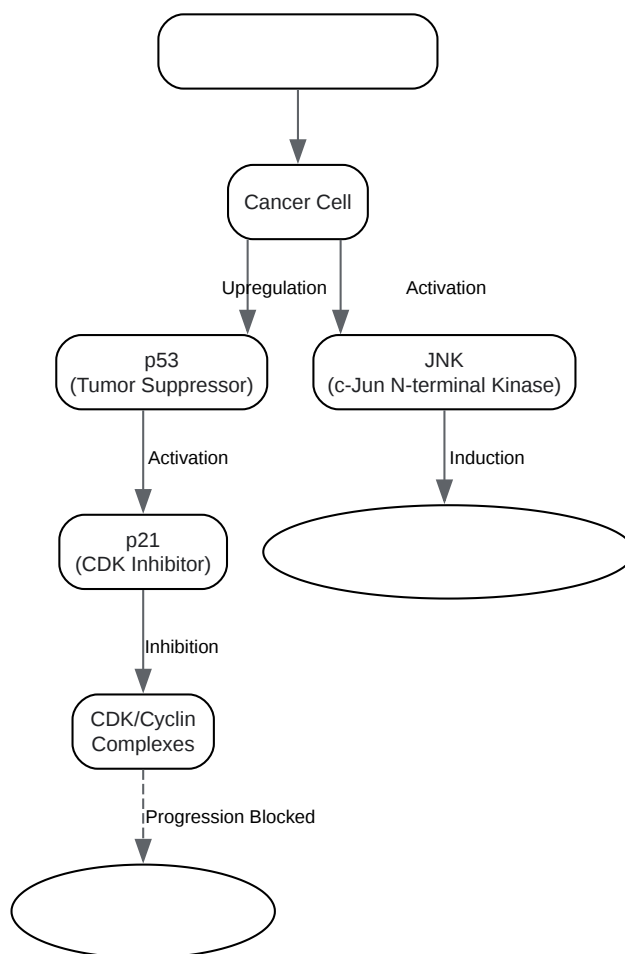 Cancer Cell
Upregulation
Activation
p53
(Tumor Suppressor)
JNK
(c-Jun N-terminal Kinase)
Activation
Induction
p21
(CDK Inhibitor)
Inhibition
CDK/Cyclin
Complexes
Progression Blocked